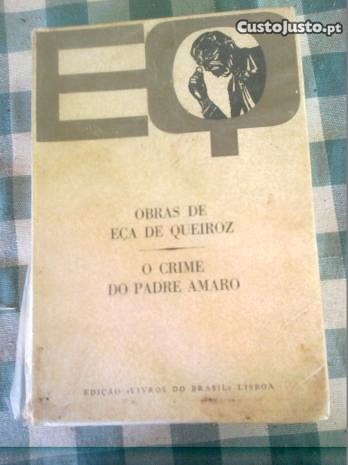 CustoJusto.pt
EQ
OBRAS DE
EÇA DE QUEIROZ
O CRIME
DO PADRE AMARO
EDIÇÃO «LIVROS DO BRASIL» LISBOA